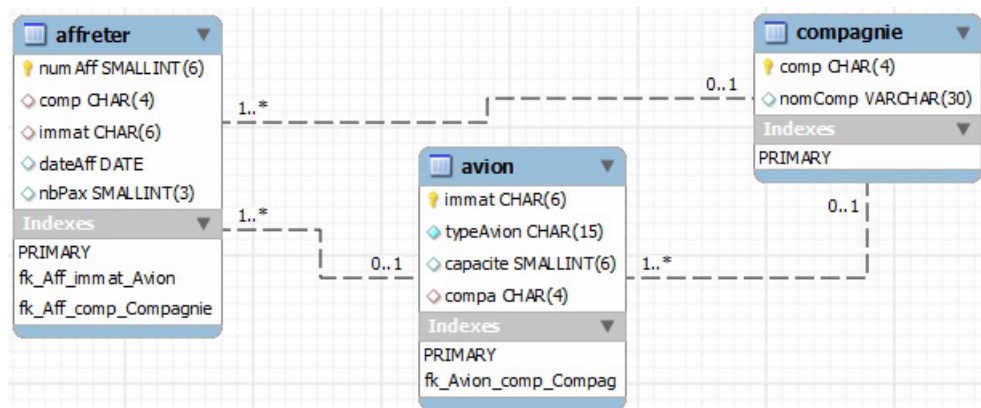 affreter
numAff SMALLINT(6)
comp CHAR(4)
immat CHAR(6)
dateAff DATE
nbPax SMALLINT(3)
Indexes
PRIMARY
fk_Aff_immat_Avion
fk_Aff_comp_Compagnie
1..*
1..*
0..1
avion
immat CHAR(6)
typeAvion CHAR(15)
capacite SMALLINT(6)
compa CHAR(4)
Indexes
PRIMARY
fk_Avion_comp_Compag
1..*
0..1
compagnie
comp CHAR(4)
nomComp VARCHAR(30)
Indexes
PRIMARY
0..1